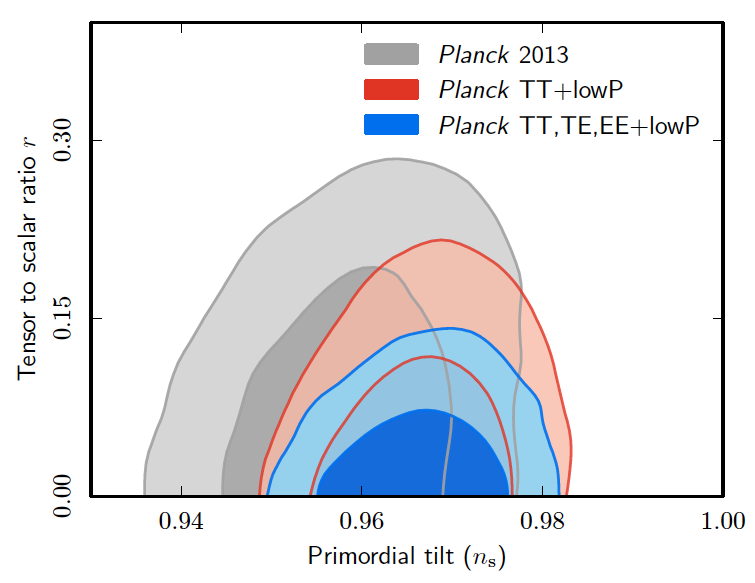 Planck 2013
Planck TT+lowP
Planck TT,TE,EE+lowP
Tensor to scalar ratio r
0.30
0.15
0.00
0.94 0.96 0.98 1.00
Primordial tilt (nₛ)